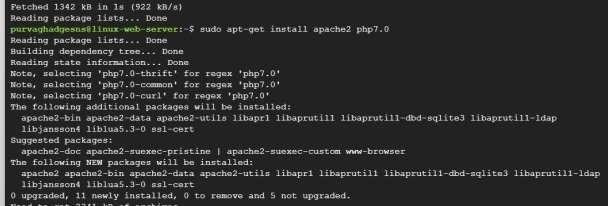 Fetched 1342 kB in 1s (922 kB/s)
Reading package lists... Done
purvaghadgesns@linux-web-server:~$ sudo apt-get install apache2 php7.0
Reading package lists... Done
Building dependency tree... Done
Reading state information... Done
Note, selecting 'php7.0-thrift' for regex 'php7.0'
Note, selecting 'php7.0-common' for regex 'php7.0'
Note, selecting 'php7.0-curl' for regex 'php7.0'
The following additional packages will be installed:
apache2-bin apache2-data apache2-utils libapr1 libaprutil1 libaprutil1-dbd-sqlite3 libaprutil1-ldap
libjansson4 liblua5.3-0 ssl-cert
Suggested packages:
apache2-doc apache2-suexec-pristine | apache2-suexec-custom www-browser
The following NEW packages will be installed:
apache2 apache2-bin apache2-data apache2-utils libapr1 libaprutil1 libaprutil1-dbd-sqlite3 libaprutil1-ldap
libjansson4 liblua5.3-0 ssl-cert
0 upgraded, 11 newly installed, 0 to remove and 5 not upgraded.